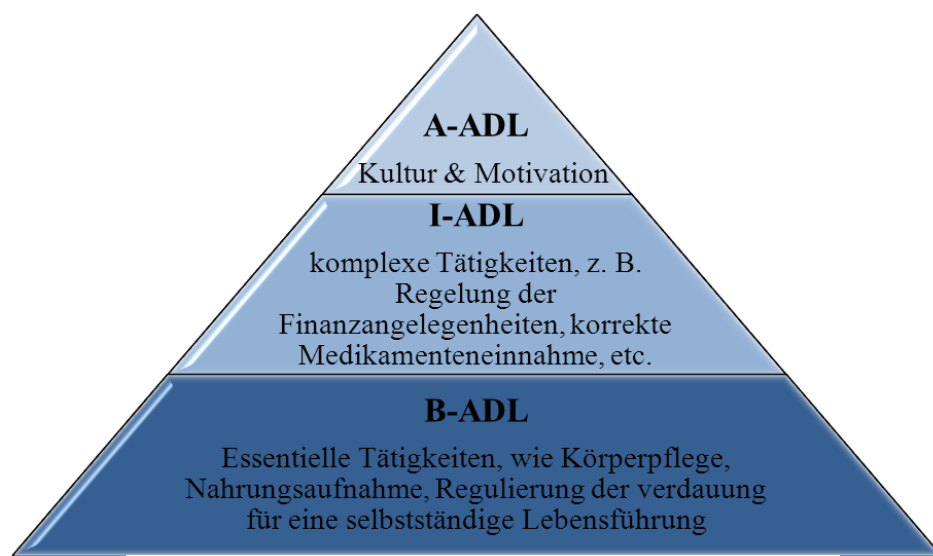 A-ADL
Kultur & Motivation
I-ADL
komplexe Tätigkeiten, z. B.
Regelung der
Finanzangelegenheiten, korrekte
Medikamenteneinnahme, etc.
B-ADL
Essentielle Tätigkeiten, wie Körperpflege,
Nahrungsaufnahme, Regulierung der verdauung
für eine selbstständige Lebensführung